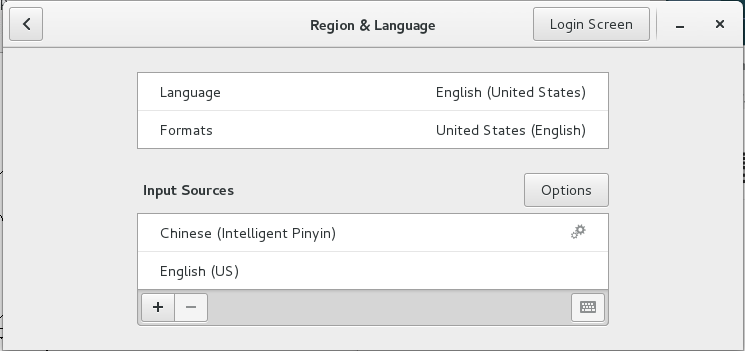 Region & Language
Login Screen
Language English (United States)
Formats United States (English)
Input Sources
Options
Chinese (Intelligent Pinyin)
English (US)